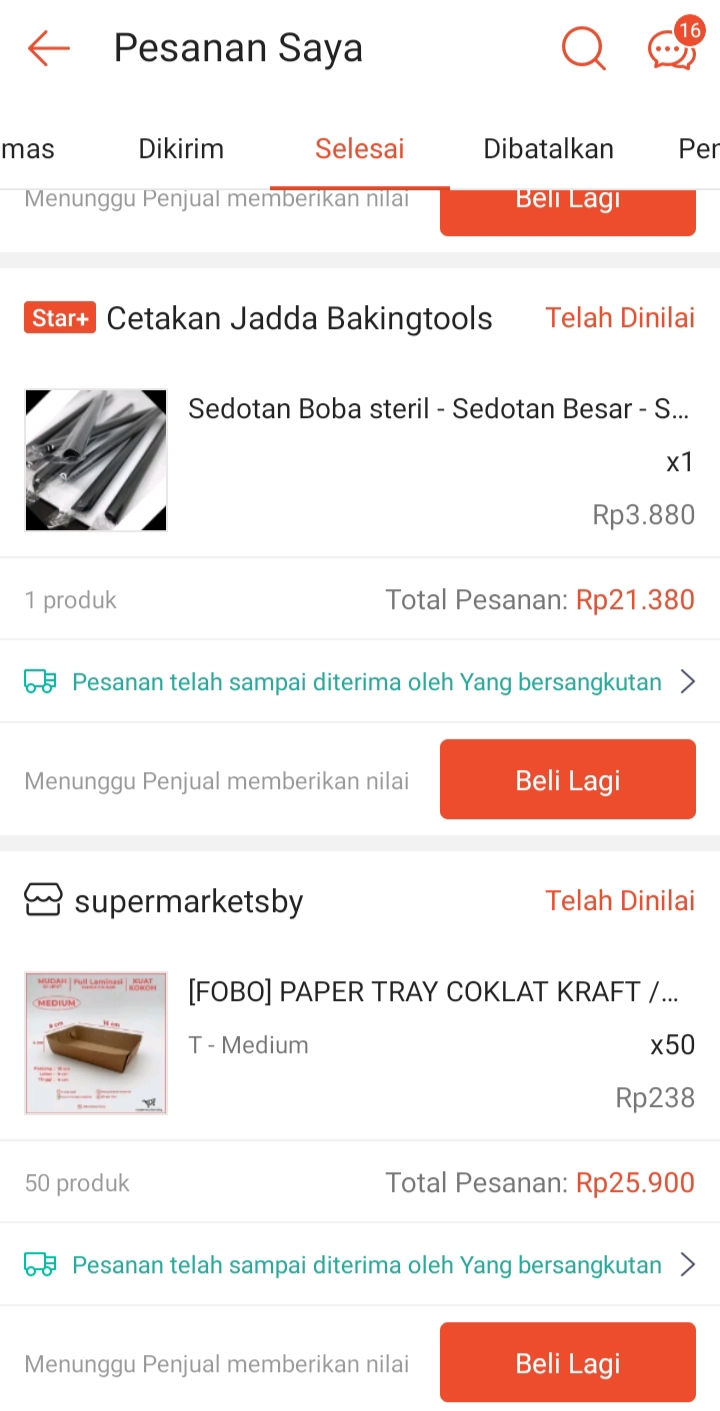 Pesanan Saya
16
mas Dikirim Selesai Dibatalkan Per
Menunggu Penjual memberikan nilai Beli Lagi
Star+ Cetakan Jadda Bakingtools Telah Dinilai
Sedotan Boba steril - Sedotan Besar - S...
x1
Rp3.880
1 produk Total Pesanan: Rp21.380
Pesanan telah sampai diterima oleh Yang bersangkutan
Menunggu Penjual memberikan nilai Beli Lagi
supermarketsby Telah Dinilai
[FOBO] PAPER TRAY COKLAT KRAFT /...
MUDAH Full Laminasi KUAT
KOKOH
MEDIUM
T - Medium x50
Rp238
50 produk Total Pesanan: Rp25.900
Pesanan telah sampai diterima oleh Yang bersangkutan
Menunggu Penjual memberikan nilai Beli Lagi